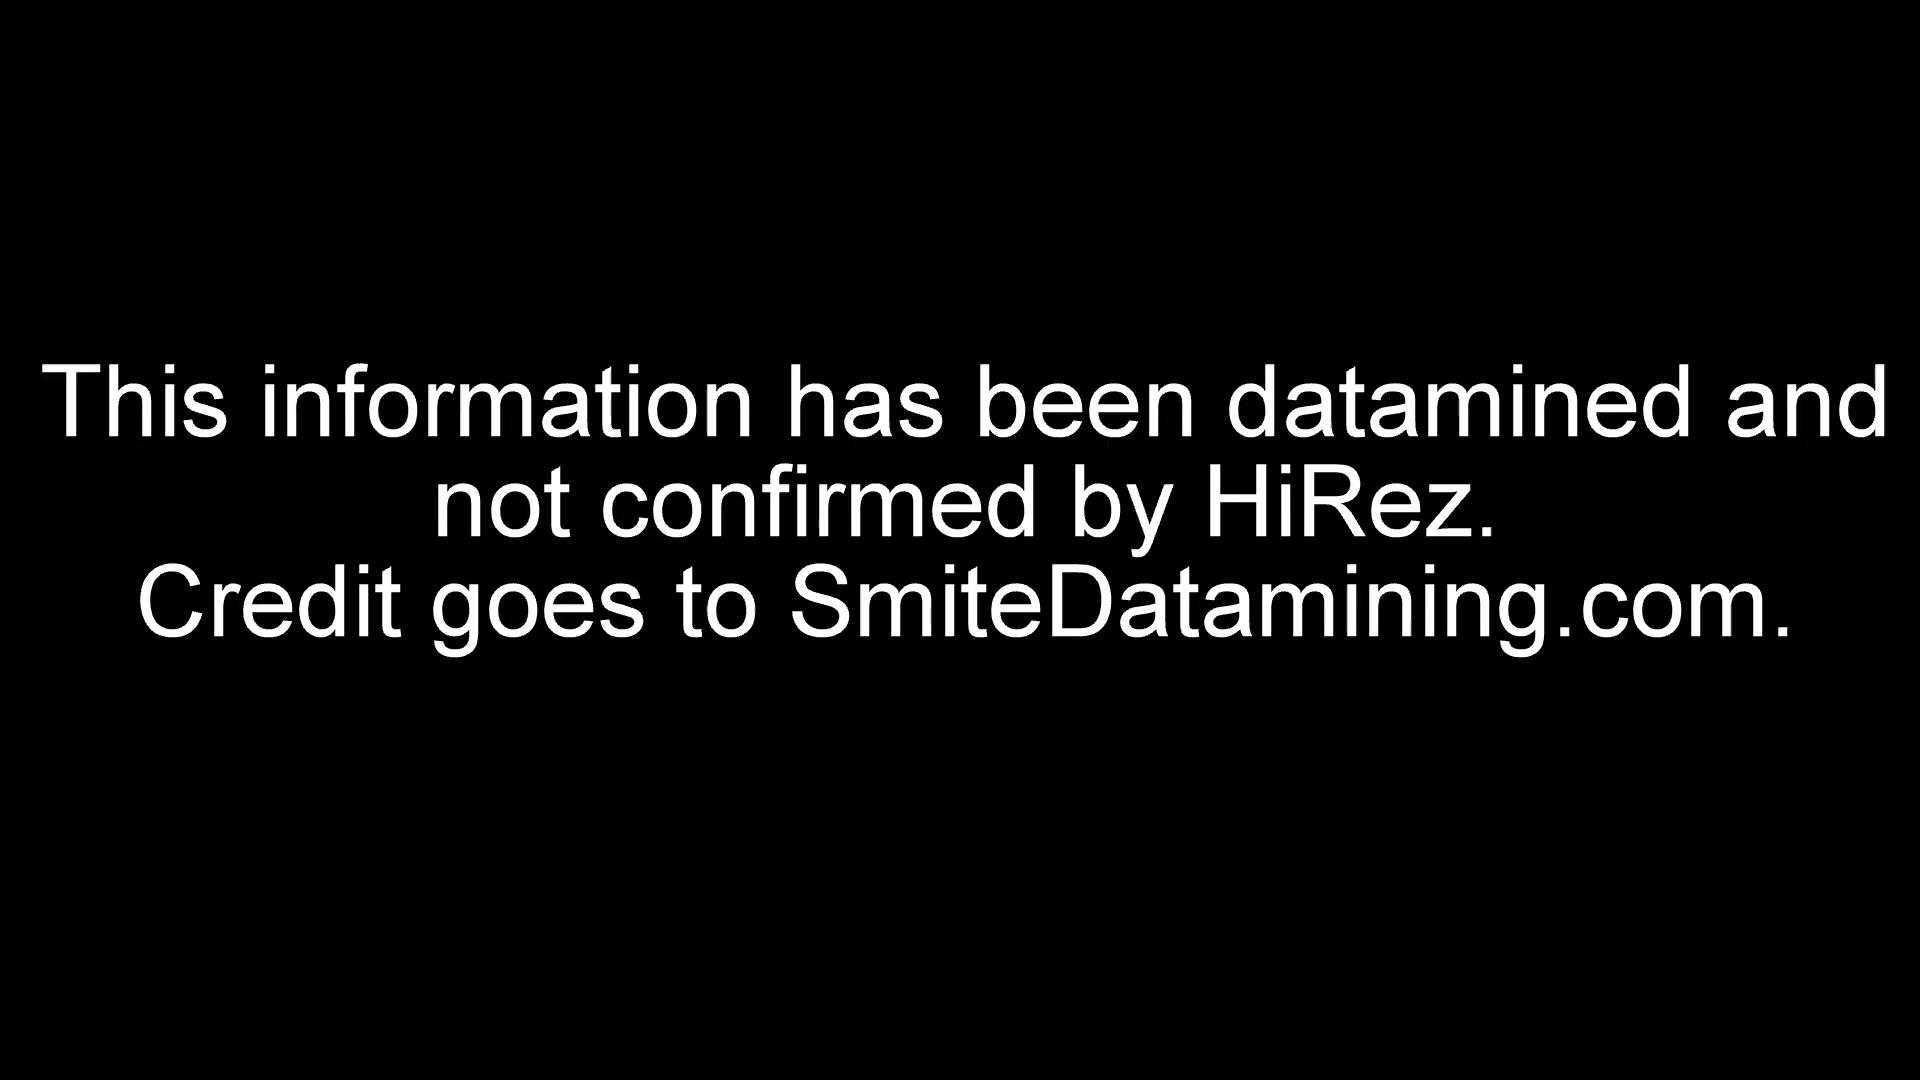 This information has been datamined and
not confirmed by HiRez.
Credit goes to SmiteDatamining.com.